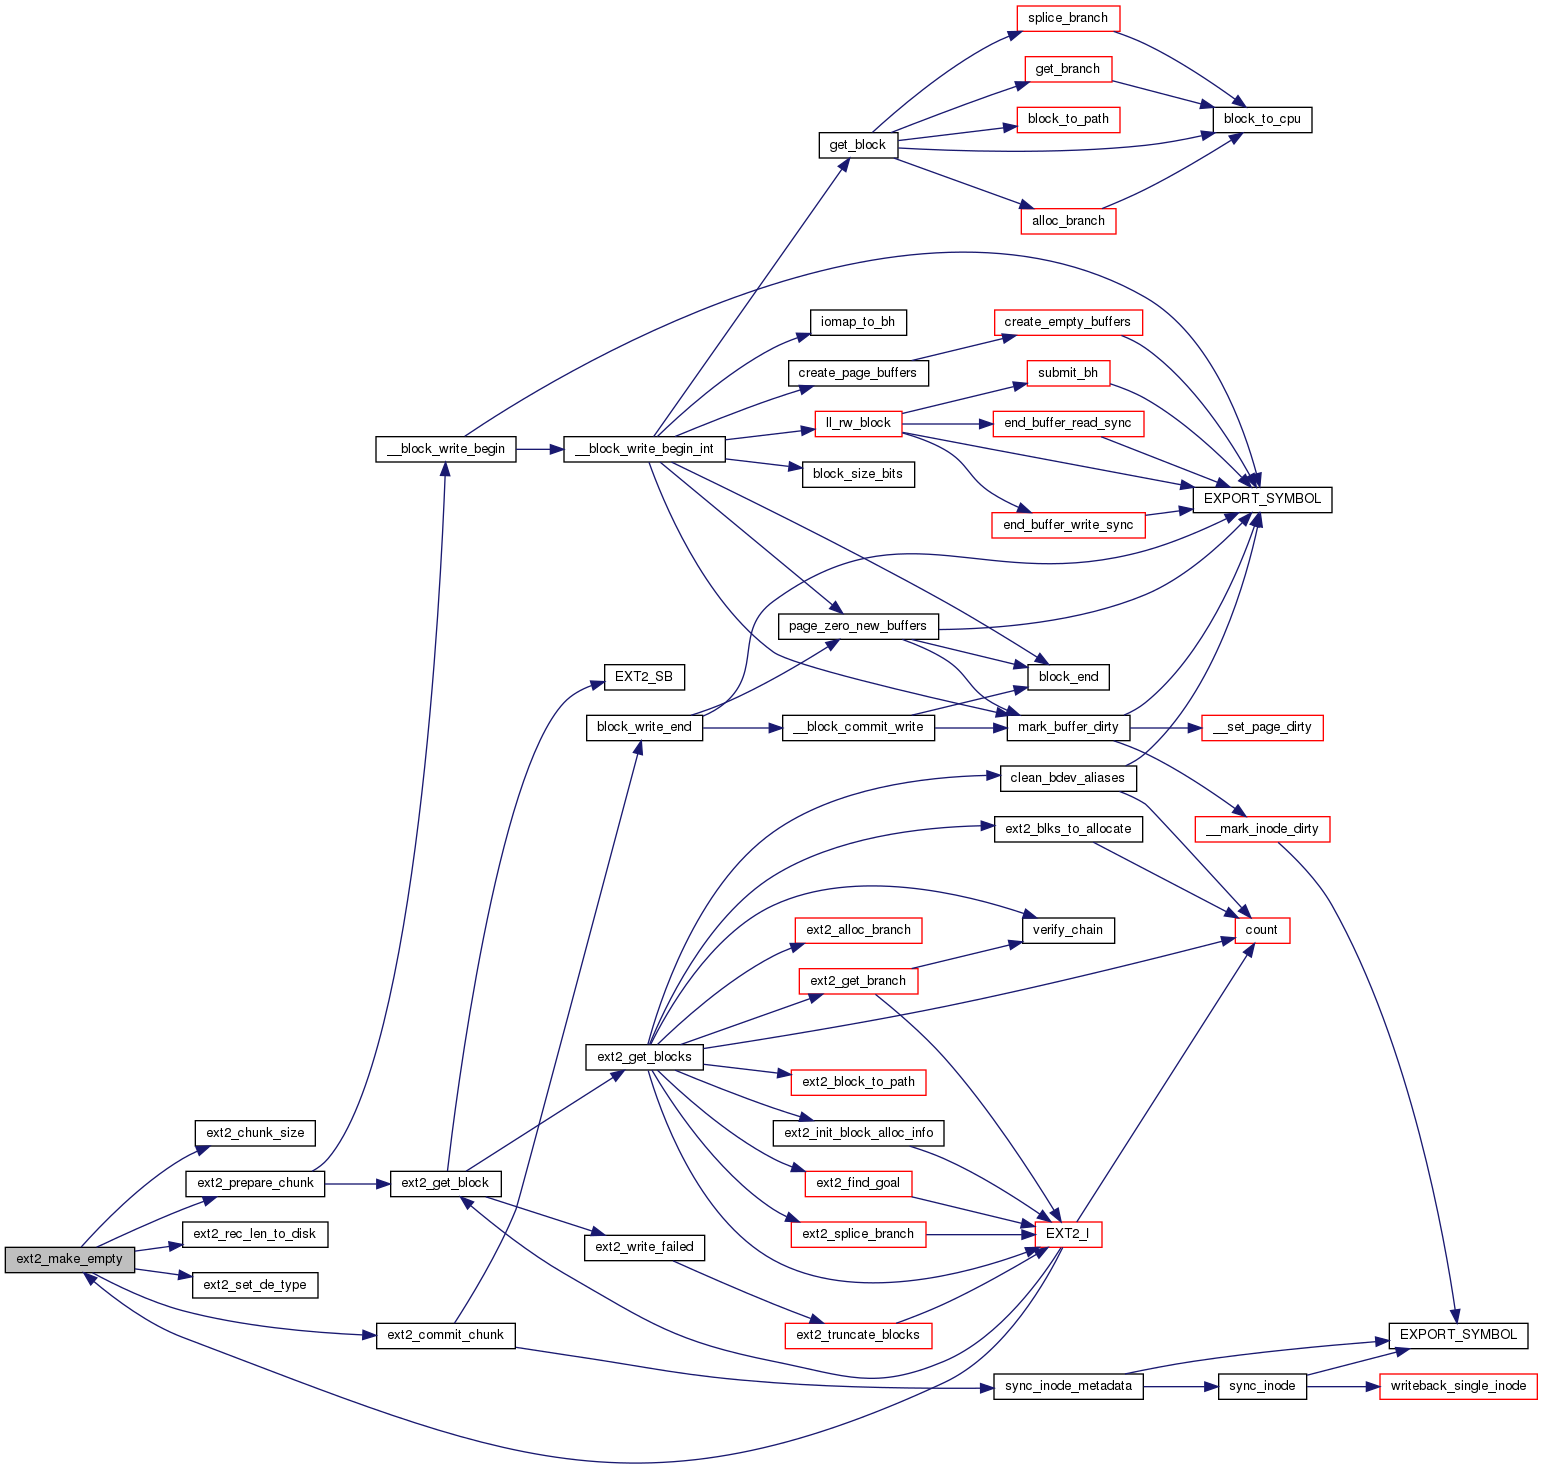 splice_branch
get_branch
block_to_path
block_to_cpu
get_block
alloc_branch
iomap_to_bh
create_empty_buffers
create_page_buffers
submit_bh
ll_rw_block
end_buffer_read_sync
__block_write_begin
__block_write_begin_int
block_size_bits
EXPORT_SYMBOL
end_buffer_write_sync
page_zero_new_buffers
EXT2_SB
block_end
block_write_end
__block_commit_write
mark_buffer_dirty
__set_page_dirty
clean_bdev_aliases
ext2_blks_to_allocate
__mark_inode_dirty
ext2_alloc_branch
verify_chain
count
ext2_get_branch
ext2_get_blocks
ext2_block_to_path
ext2_chunk_size
ext2_init_block_alloc_info
ext2_prepare_chunk
ext2_get_block
ext2_find_goal
ext2_rec_len_to_disk
ext2_splice_branch
EXT2_I
ext2_write_failed
ext2_make_empty
ext2_set_de_type
ext2_commit_chunk
ext2_truncate_blocks
EXPORT_SYMBOL
sync_inode_metadata
sync_inode
writeback_single_inode